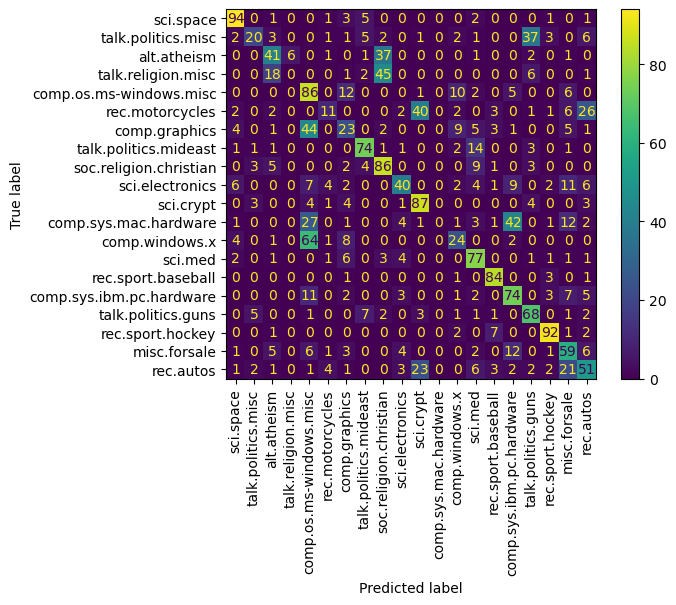 sci.space 94 0 1 0 0 1 3 5 0 0 0 0 0 2 0 0 0 1 0 1
talk.politics.misc 2 20 3 0 0 1 1 5 2 0 1 0 2 1 0 0 37 3 0 6
alt.atheism 0 0 41 6 0 1 0 1 37 0 0 0 0 1 0 0 2 0 0 1
talk.religion.misc 0 0 18 0 0 0 1 2 45 0 0 0 0 0 0 0 6 0 0 1
comp.os.ms-windows.misc 0 0 0 0 86 0 12 0 0 0 1 0 10 2 0 5 0 0 6 0
rec.motorcycles 2 0 2 0 0 11 0 0 0 2 40 0 2 0 3 0 1 1 6 26
comp.graphics 4 0 1 0 44 0 23 0 2 0 0 0 9 5 3 1 0 0 5 1
talk.politics.mideast 1 1 1 0 0 0 0 74 1 1 0 0 2 14 0 0 3 0 1 0
soc.religion.christian 0 3 5 0 0 0 2 4 86 0 0 0 0 9 1 0 3 0 0 0
sci.electronics 6 0 0 0 7 4 2 0 0 40 0 0 2 4 1 9 0 2 11 6
sci.crypt 0 3 0 0 4 1 4 0 0 1 87 0 0 0 0 0 4 0 0 3
comp.sys.mac.hardware 1 0 0 0 27 0 1 0 0 4 1 0 1 3 1 42 0 1 12 2
comp.windows.x 4 0 1 0 64 1 8 0 0 0 0 0 24 0 0 2 0 0 0 0
sci.med 2 0 1 0 0 1 6 0 3 4 0 0 0 77 0 0 1 1 1 1
rec.sport.baseball 0 0 0 0 0 0 1 0 0 0 0 0 1 0 84 0 0 3 0 1
comp.sys.ibm.pc.hardware 0 0 0 0 11 0 2 0 0 3 0 0 1 2 0 74 0 3 7 5
talk.politics.guns 0 5 0 0 1 0 0 7 2 0 3 0 0 1 0 0 68 1 1 2
rec.sport.hockey 0 0 1 0 0 0 0 0 0 0 0 0 2 0 7 0 0 92 1 2
misc.forsale 1 0 5 0 6 1 3 0 0 4 0 0 0 2 0 12 0 1 59 6
rec.autos 1 2 1 0 1 4 1 0 0 3 23 0 0 6 3 2 2 2 21 51
True label
sci.space
talk.politics.misc
alt.atheism
talk.religion.misc
comp.os.ms-windows.misc
rec.motorcycles
comp.graphics
talk.politics.mideast
soc.religion.christian
sci.electronics
sci.crypt
comp.sys.mac.hardware
comp.windows.x
sci.med
rec.sport.baseball
comp.sys.ibm.pc.hardware
talk.politics.guns
rec.sport.hockey
misc.forsale
rec.autos
Predicted label
80
60
40
20
0